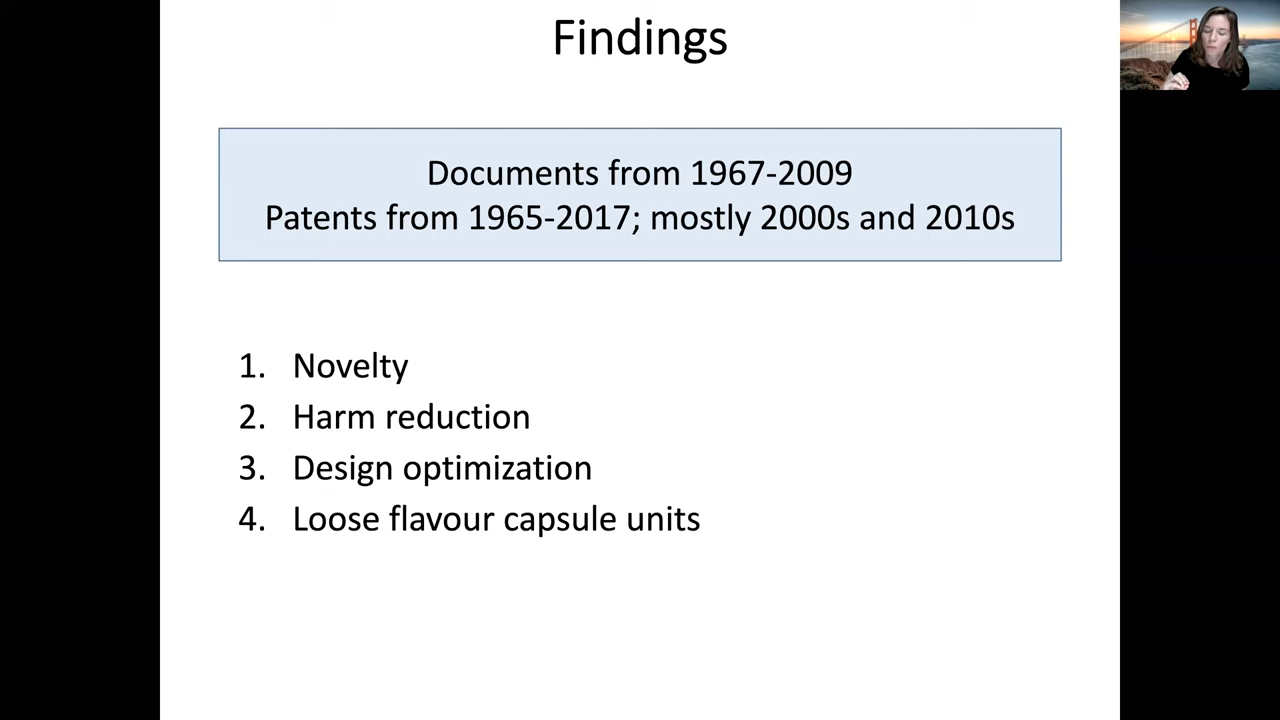 Findings
Documents from 1967-2009
Patents from 1965-2017; mostly 2000s and 2010s
1. Novelty
2. Harm reduction
3. Design optimization
4. Loose flavour capsule units